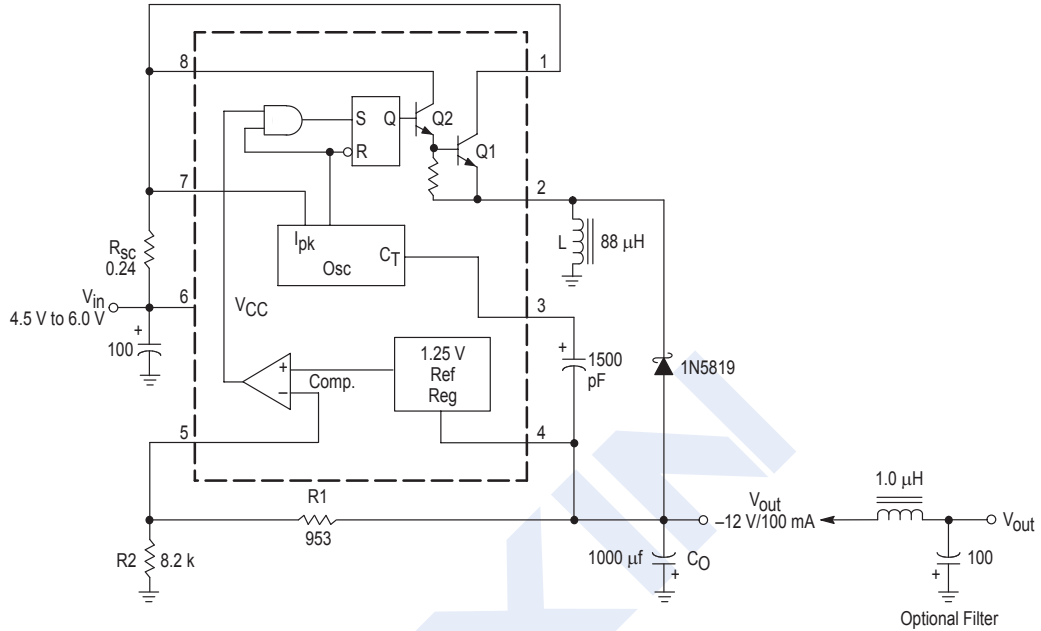 8
1
S
Q
Q2
R
Q1
7
2
Ipk
CT
Osc
L
88 μH
Rsc
0.24
Vin
4.5 V to 6.0 V
6
VCC
3
+
100
+
1.25 V
Ref
Reg
+
1500
pF
1N5819
–
Comp.
5
4
R1
953
1.0 μH
Vout
–12 V/100 mA
Vout
R2
8.2 k
1000 μf
+
CO
+
100
Optional Filter